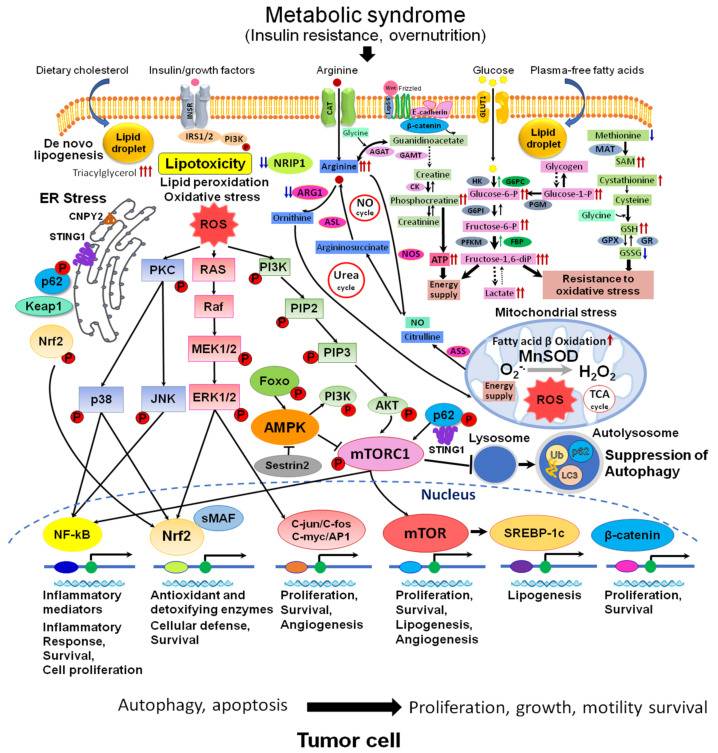 Metabolic syndrome
(Insulin resistance, overnutrition)
Dietary cholesterol
Insulin/growth factors
Arginine
Glucose
Plasma-free fatty acids
INSR
CAT
Lrp5/6
Wnt
Frizzled
E.cadherin
β-catenin
GLUT1
De novo
lipogenesis
Lipid
droplet
Triacylglycerol
IRS1/2
PI3K
P
Lipotoxicity
Lipid peroxidation
Oxidative stress
NRIP1
Glycine
Guanidinoacetate
AGAT
GAMT
Arginine
Creatine
CK
Phosphocreatine
Creatinine
ARG1
Ornithine
ASL
Argininosuccinate
NO
cycle
Urea
cycle
NOS
ATP
Energy
supply
HK
G6PC
Glucose-6-P
G6PI
Fructose-6-P
PFKM
FBP
Fructose-1,6-diP
Lactate
Lipid
droplet
Glycogen
Glucose-1-P
PGM
Methionine
MAT
SAM
Cystathionine
Cysteine
Glycine
GSH
GPX
GR
GSSG
Resistance to
oxidative stress
ER Stress
CNPY2
STING1
P
p62
Keap1
Nrf2
P
ROS
PKC
P
RAS
PI3K
P
Raf
PIP2
P
MEK1/2
P
PIP3
P
p38
P
JNK
P
ERK1/2
P
Foxo
P
PI3K
P
AKT
P
AMPK
Sestrin2
mTORC1
P
p62
P
STING1
NO
Citrulline
ASS
Mitochondrial stress
Fatty acid β Oxidation
MnSOD
O2-
H2O2
Energy
supply
ROS
TCA
cycle
Lysosome
Autolysosome
Ub
p62
LC3
Suppression of
Autophagy
Nucleus
NF-kB
Nrf2
sMAF
C-jun/C-fos
C-myc/AP1
mTOR
SREBP-1c
β-catenin
Inflammatory
mediators
Inflammatory
Response,
Survival,
Cell proliferation
Antioxidant and
detoxifying enzymes
Cellular defense,
Survival
Proliferation,
Survival,
Angiogenesis
Proliferation,
Survival,
Lipogenesis,
Angiogenesis
Lipogenesis
Proliferation,
Survival
Autophagy, apoptosis
Proliferation, growth, motility survival
Tumor cell